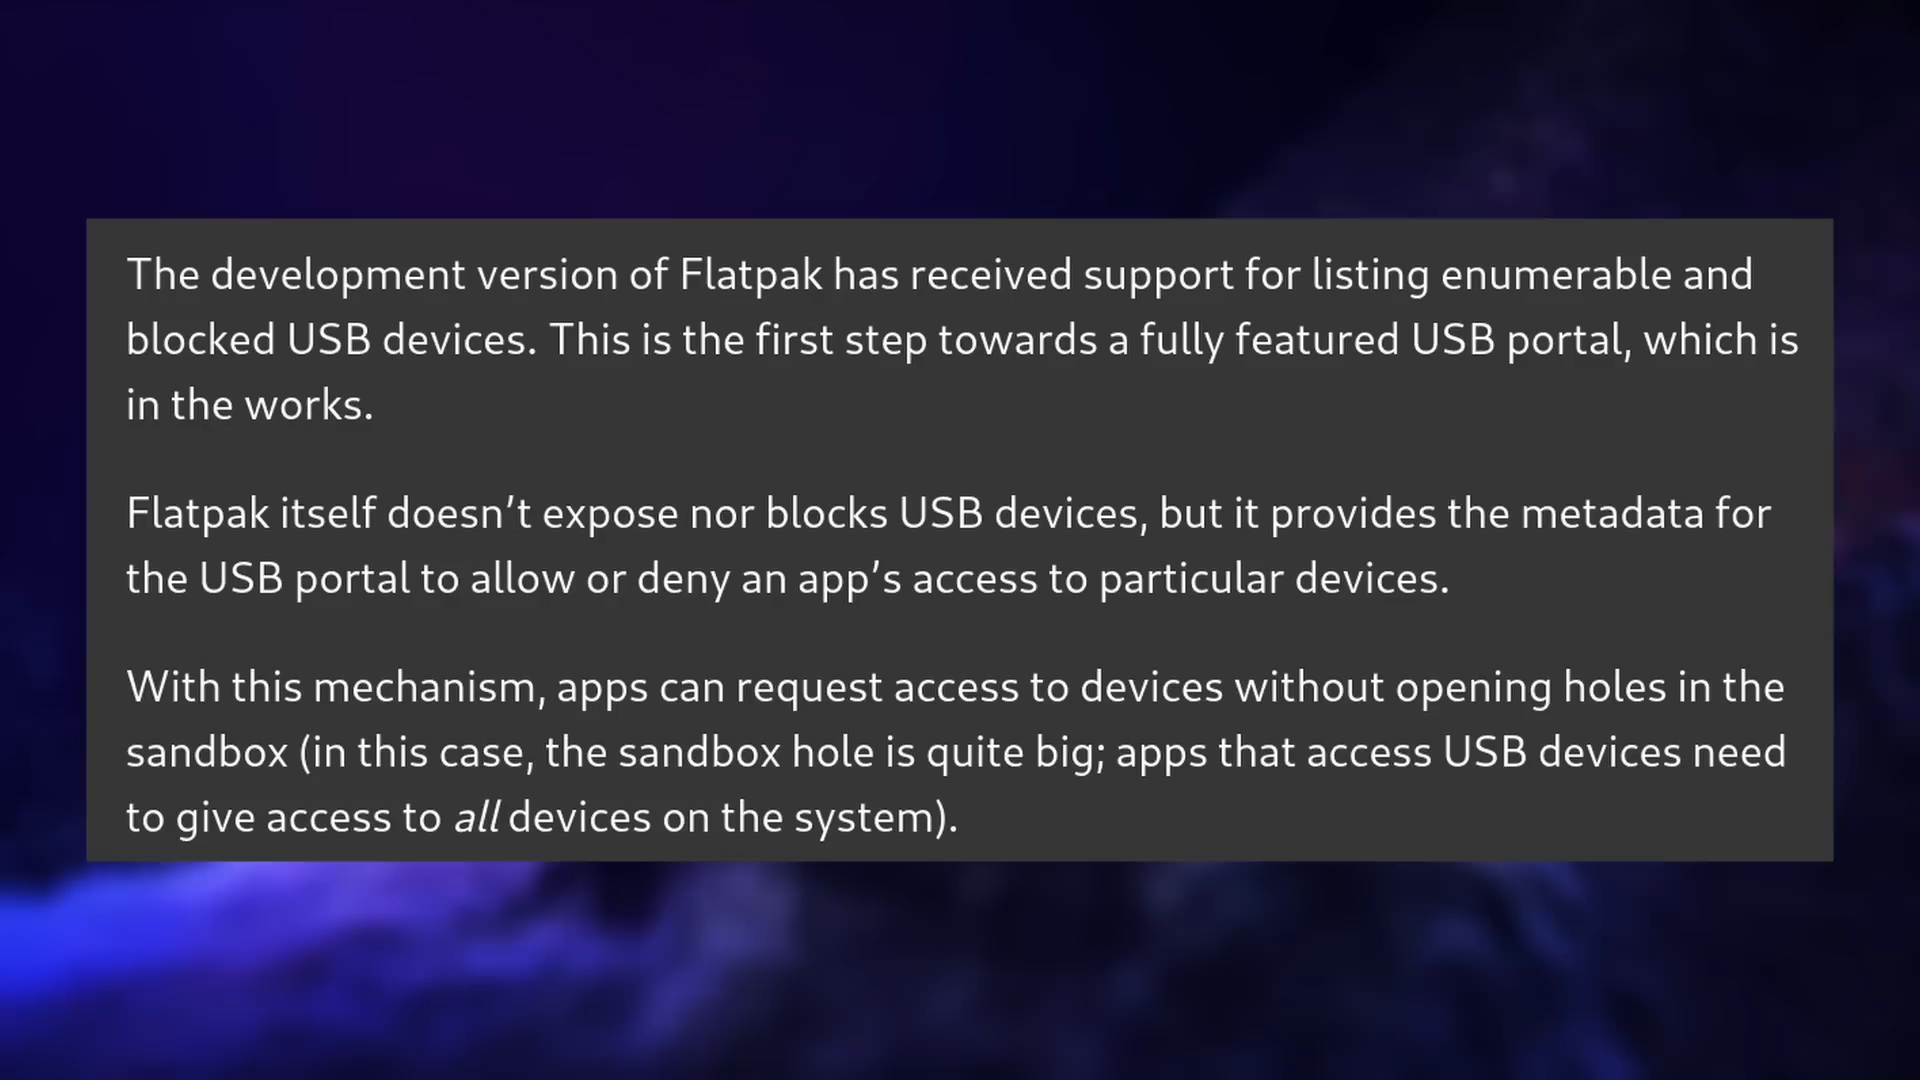 The development version of Flatpak has received support for listing enumerable and
blocked USB devices. This is the first step towards a fully featured USB portal, which is
in the works.
Flatpak itself doesn’t expose nor blocks USB devices, but it provides the metadata for
the USB portal to allow or deny an app’s access to particular devices.
With this mechanism, apps can request access to devices without opening holes in the
sandbox (in this case, the sandbox hole is quite big; apps that access USB devices need
to give access to all devices on the system).